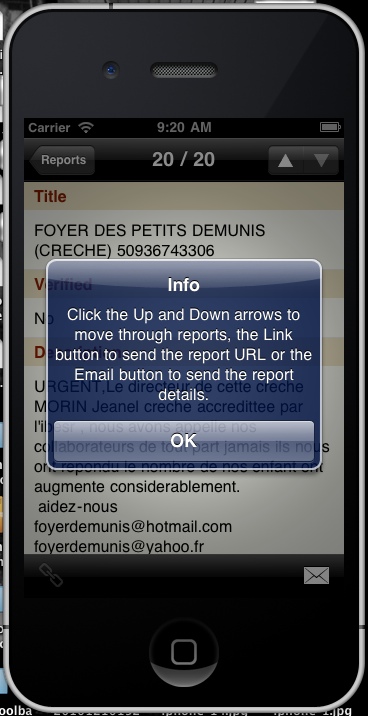 Carrier 9:20 AM
Reports 20 / 20
Title
FOYER DES PETITS DEMUNIS
(CRECHE) 50936743306
Verified
No
Info
Click the Up and Down arrows to
move through reports, the Link
button to send the report URL or the
Email button to send the report
details.
OK
URGENT,Le directeur de cette creche
MORIN Jeanel creche accredittee par
nous avons appelle nos
collaborateurs de tout part jamais ils nous
ont repondu le nombre de nos enfant ont
augmente considerablement.
aidez-nous
foyerdemunis@hotmail.com
foyerdemunis@yahoo.fr